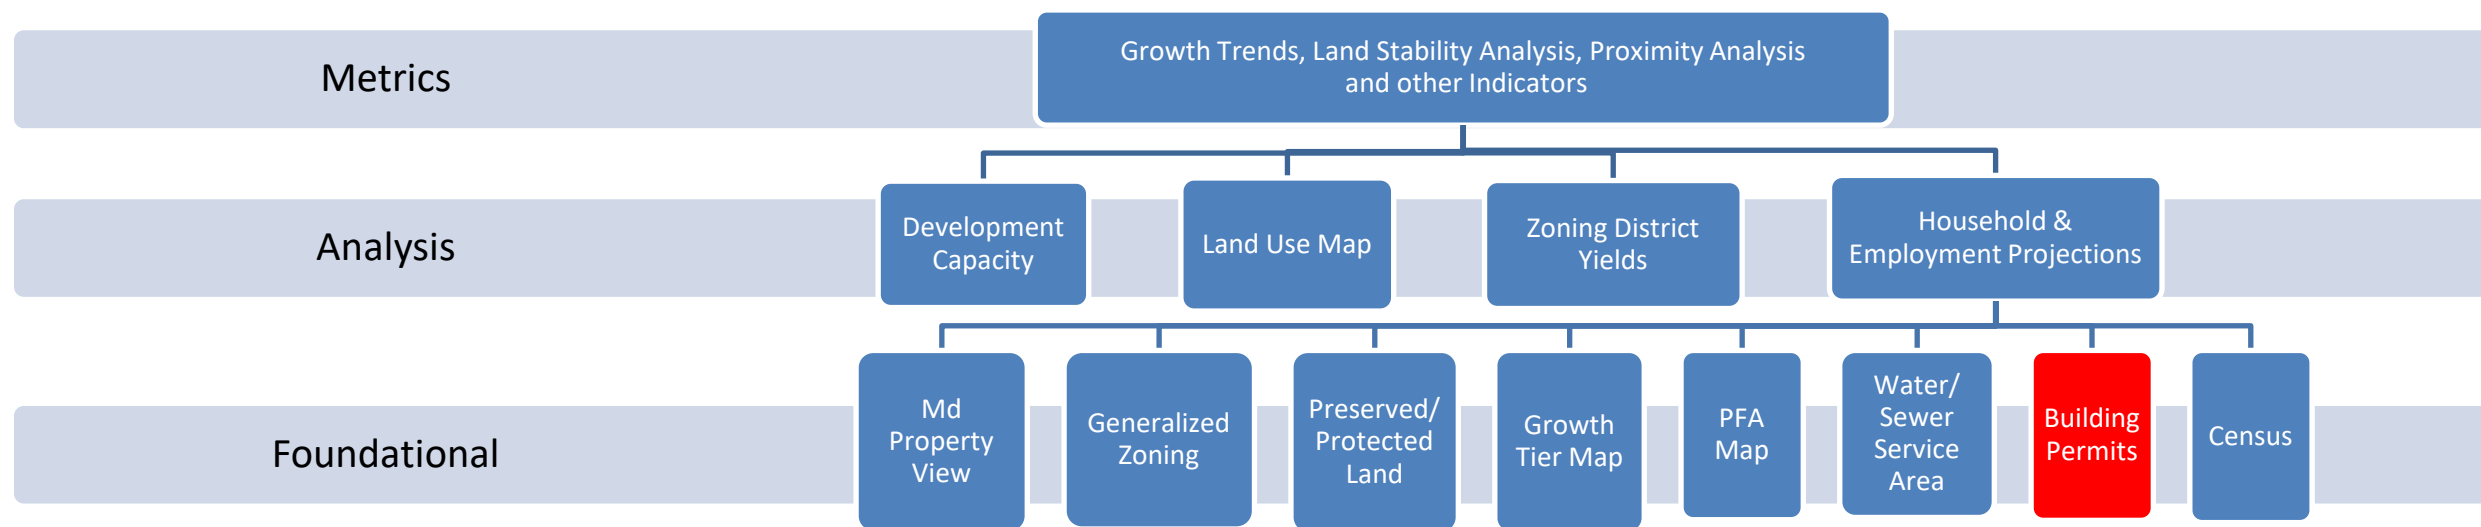 Metrics
Growth Trends, Land Stability Analysis, Proximity Analysis
and other Indicators
Analysis
Development
Capacity
Land Use Map
Zoning District
Yields
Household &
Employment Projections
Foundational
Md
Property
View
Generalized
Zoning
Preserved/
Protected
Land
Growth
Tier Map
PFA
Map
Water/
Sewer
Service
Area
Building
Permits
Census